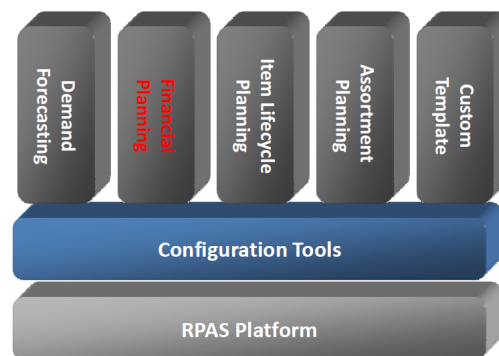 Demand
Forecasting
Financial
Planning
Item Lifecycle
Planning
Assortment
Planning
Custom
Template
Configuration Tools
RPAS Platform